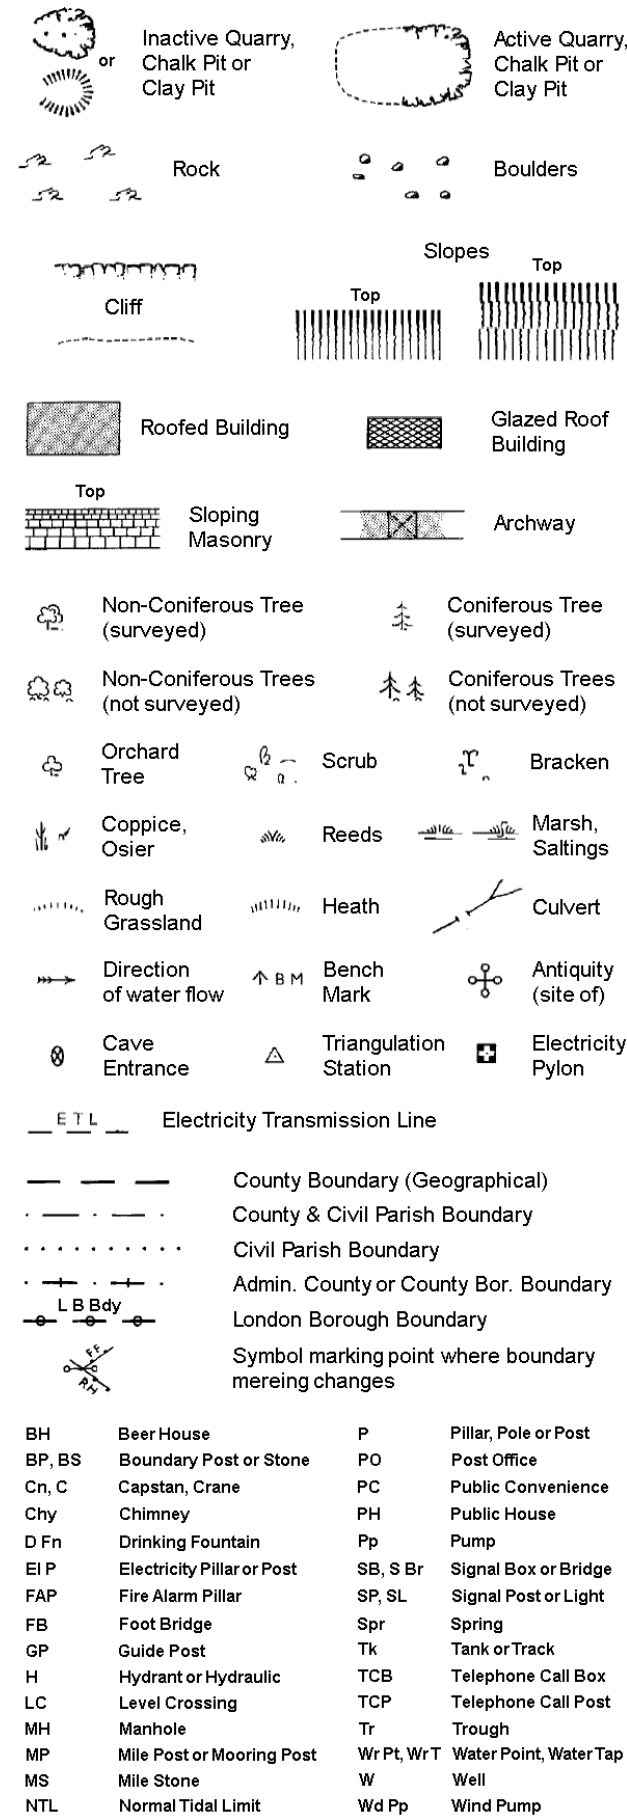 or
Inactive Quarry,
Chalk Pit or
Clay Pit
Active Quarry,
Chalk Pit or
Clay Pit
Rock
Boulders
Cliff
Slopes
Top
Top
Roofed Building
Glazed Roof
Building
Top
Sloping
Masonry
Archway
Non-Coniferous Tree
(surveyed)
Coniferous Tree
(surveyed)
Non-Coniferous Trees
(not surveyed)
Coniferous Trees
(not surveyed)
Orchard
Tree
Scrub
Bracken
Coppice,
Osier
Reeds
Marsh,
Saltings
Rough
Grassland
Heath
Culvert
Direction
of water flow
B M
Bench
Mark
Antiquity
(site of)
Cave
Entrance
Triangulation
Station
Electricity
Pylon
E T L
Electricity Transmission Line
County Boundary (Geographical)
County & Civil Parish Boundary
Civil Parish Boundary
Admin. County or County Bor. Boundary
L B Bdy
London Borough Boundary
FF
RH
Symbol marking point where boundary
mereing changes
BH Beer House P Pillar, Pole or Post
BP, BS Boundary Post or Stone PO Post Office
Cn, C Capstan, Crane PC Public Convenience
Chy Chimney PH Public House
D Fn Drinking Fountain Pp Pump
El P Electricity Pillar or Post SB, S Br Signal Box or Bridge
FAP Fire Alarm Pillar SP, SL Signal Post or Light
FB Foot Bridge Spr Spring
GP Guide Post Tk Tank or Track
H Hydrant or Hydraulic TCB Telephone Call Box
LC Level Crossing TCP Telephone Call Post
MH Manhole Tr Trough
MP Mile Post or Mooring Post Wr Pt, Wr T Water Point, Water Tap
MS Mile Stone W Well
NTL Normal Tidal Limit Wd Pp Wind Pump